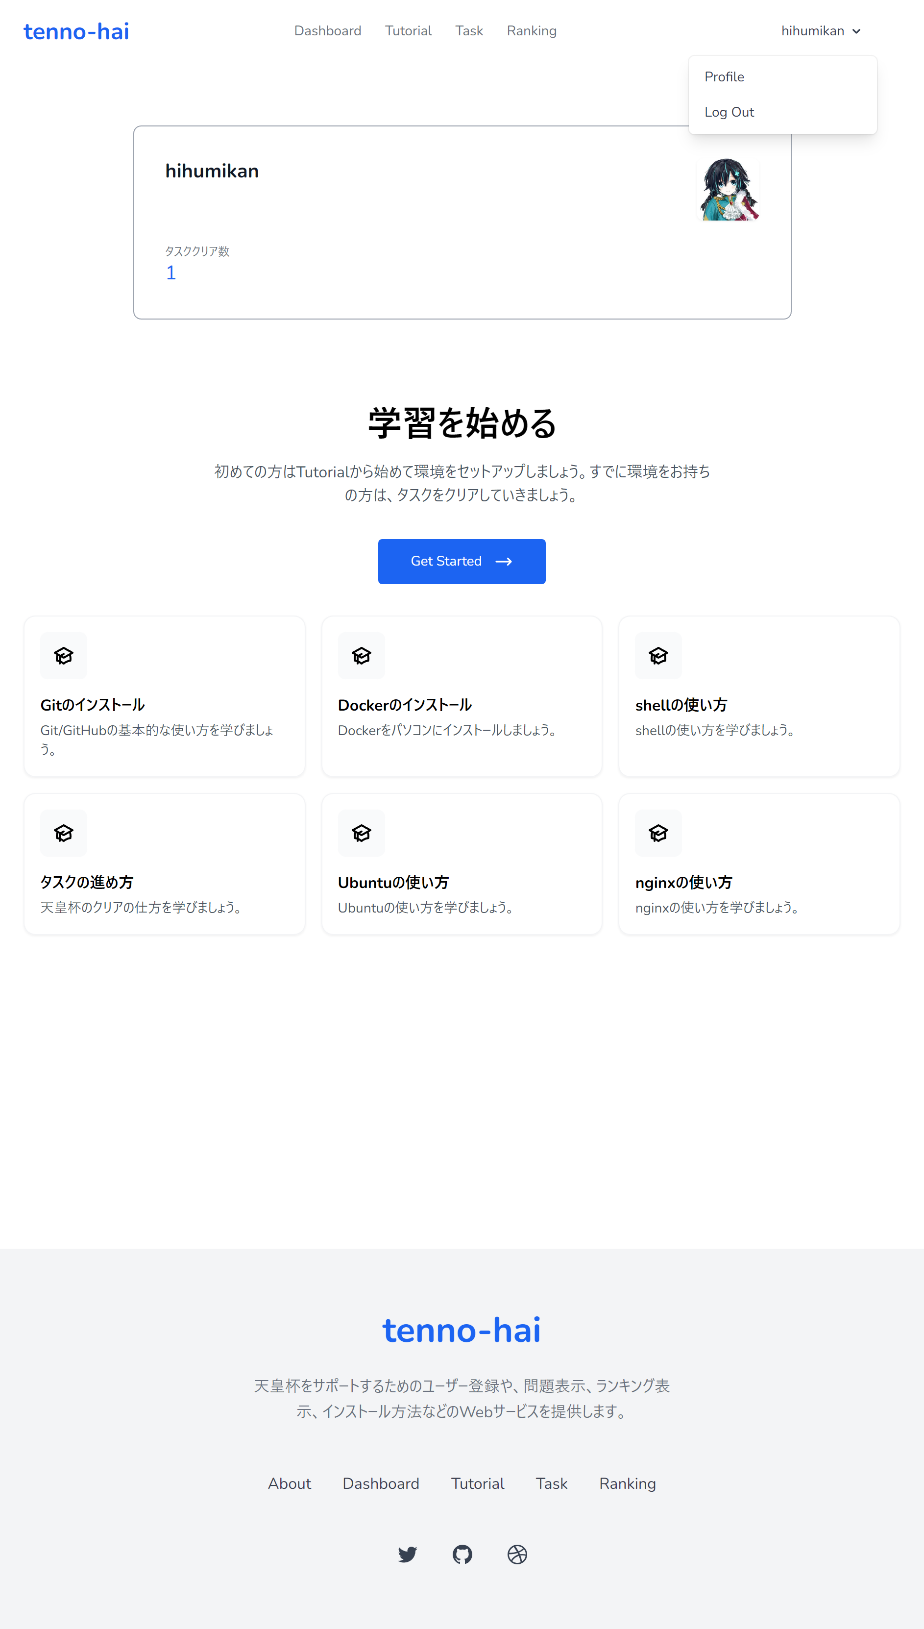 tenno-hai
Dashboard Tutorial Task Ranking
hihumikan
Profile
Log Out
hihumikan
タスククリア数
1
学習を始める
初めての方はTutorialから始めて環境をセットアップしましょう。すでに環境をお持ち
の方は、タスクをクリアしていきましょう。
Get Started
Gitのインストール
Git/GitHubの基本的な使い方を学びましょ
う。
Dockerのインストール
Dockerをパソコンにインストールしましょう。
shellの使い方
shellの使い方を学びましょう。
タスクの進め方
天皇杯のクリアの仕方を学びましょう。
Ubuntuの使い方
Ubuntuの使い方を学びましょう。
nginxの使い方
nginxの使い方を学びましょう。
tenno-hai
天皇杯をサポートするためのユーザー登録や、問題表示、ランキング表
示、インストール方法などのWebサービスを提供します。
About Dashboard Tutorial Task Ranking